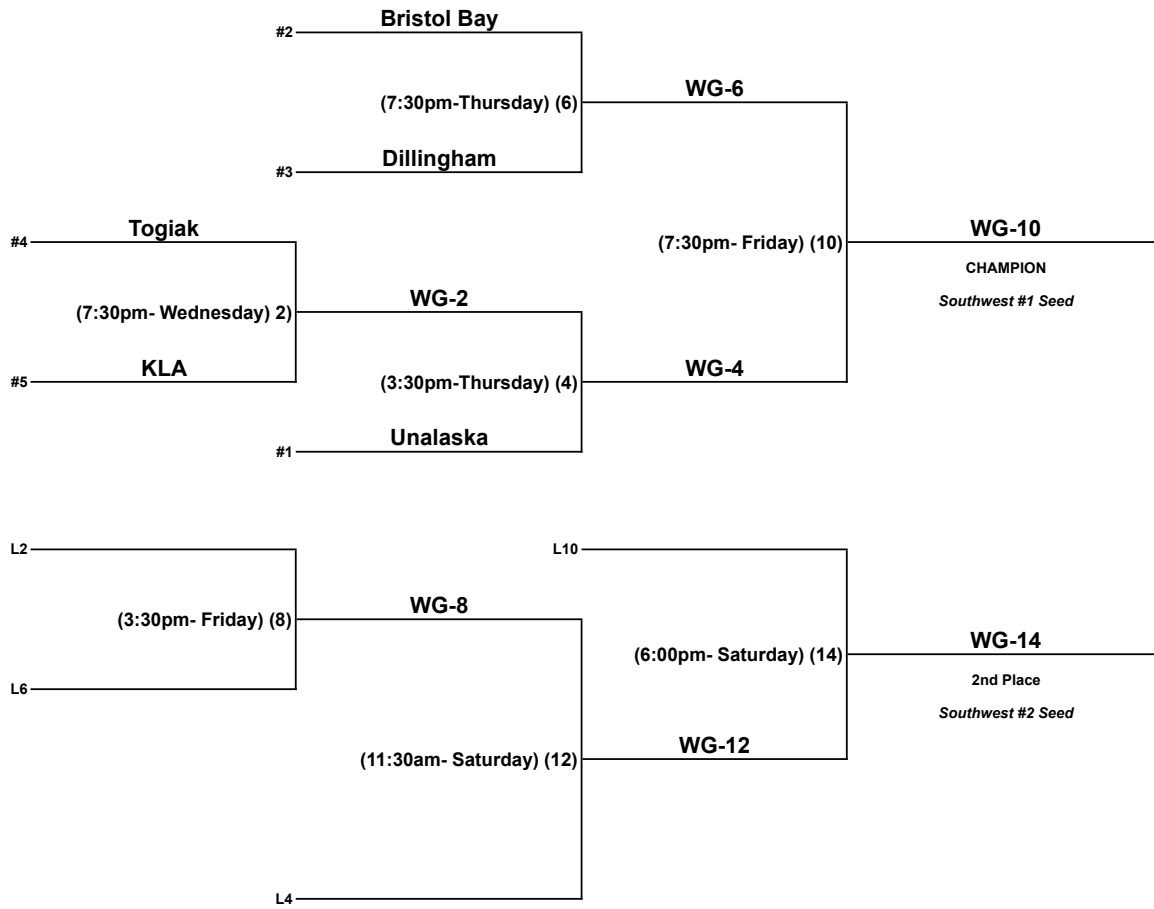 Bristol Bay
#2
(7:30pm-Thursday) (6)
WG-6
Dillingham
#3
Togiak
#4
(7:30pm- Friday) (10)
WG-10
CHAMPION
Southwest #1 Seed
(7:30pm- Wednesday) 2)
WG-2
KLA
#5
(3:30pm-Thursday) (4)
WG-4
Unalaska
#1
L2
L10
(3:30pm- Friday) (8)
WG-8
(6:00pm- Saturday) (14)
WG-14
2nd Place
Southwest #2 Seed
L6
(11:30am- Saturday) (12)
WG-12
L4